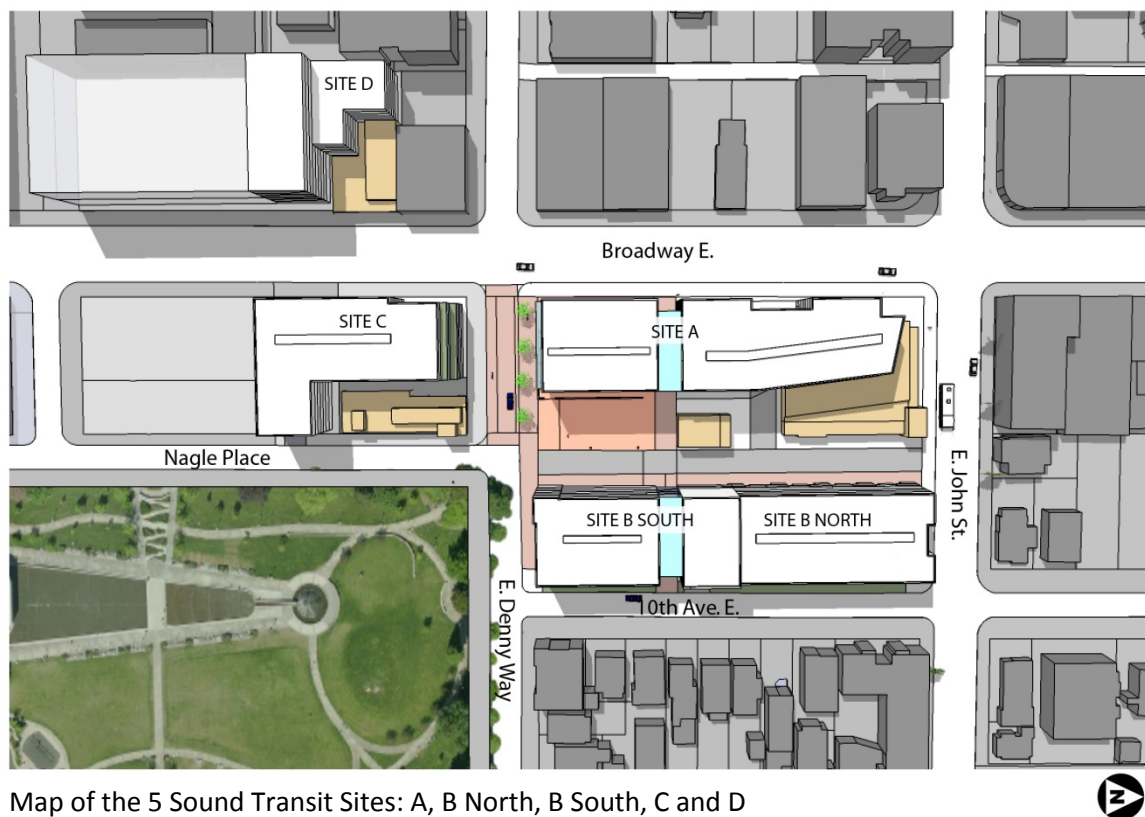 SITE D
Broadway E.
SITE C
SITE A
Nagle Place
E. John St.
SITE B SOUTH
SITE B NORTH
E. Denny Way
10th Ave. E.
Map of the 5 Sound Transit Sites: A, B North, B South, C and D
N